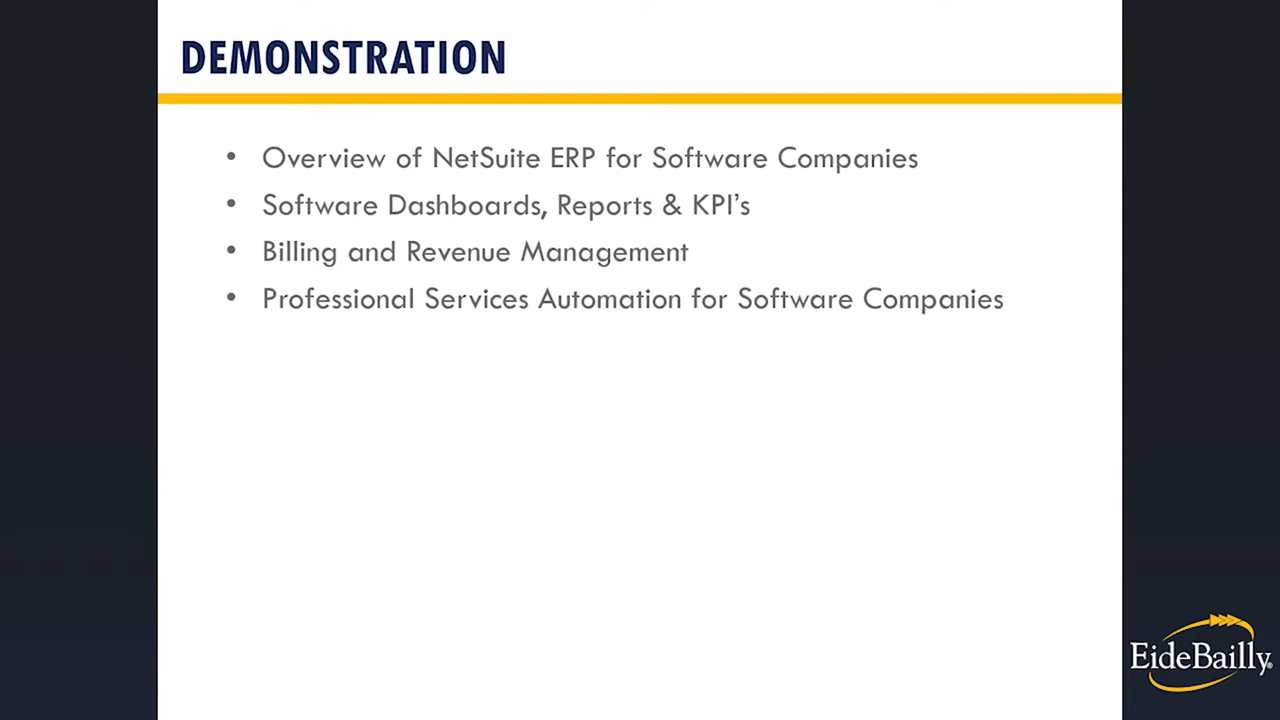 DEMONSTRATION
• Overview of NetSuite ERP for Software Companies
• Software Dashboards, Reports & KPI's
• Billing and Revenue Management
• Professional Services Automation for Software Companies
EideBailly®